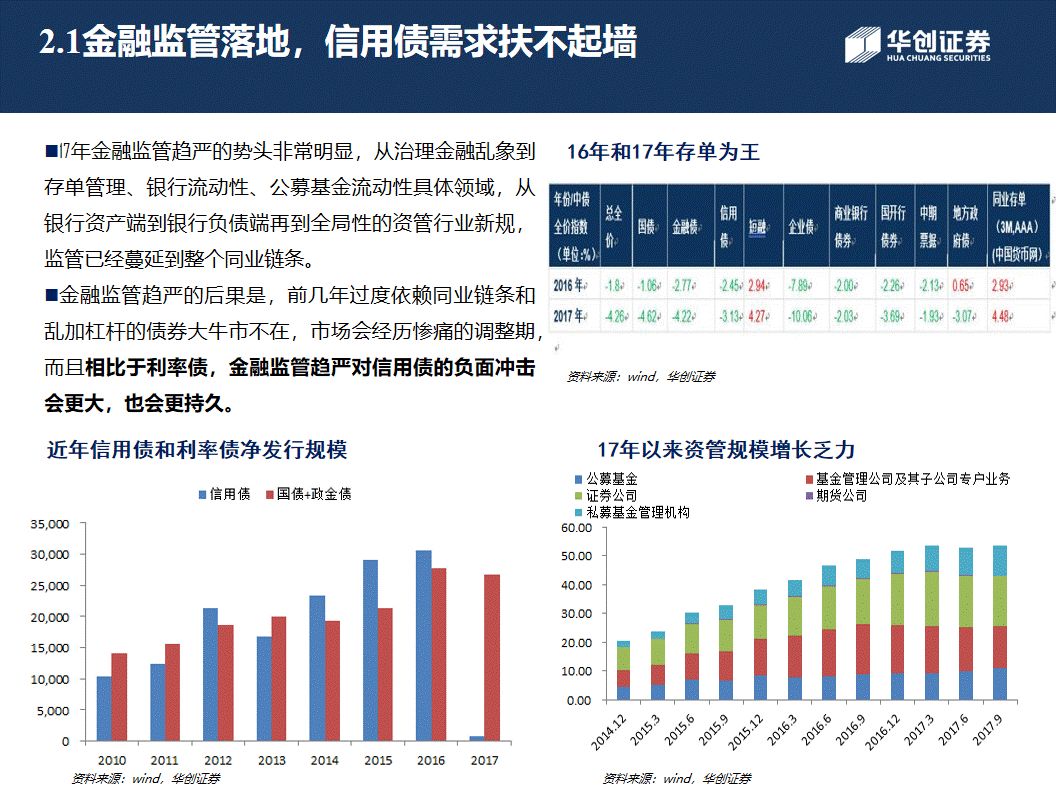 2.1金融监管落地，信用债需求扶不起墙
华创证券
HUA CHUANG SECURITIES
■17年金融监管趋严的势头非常明显，从治理金融乱象到
存单管理、银行流动性、公募基金流动性具体领域，从
银行资产端到银行负债端再到全局性的资管行业新规，
监管已经蔓延到整个同业链条。
■金融监管趋严的后果是，前几年过度依赖同业链条和
乱加杠杆的债券大牛市不在，市场会经历惨痛的调整期，
而且相比于利率债，金融监管趋严对信用债的负面冲击
会更大，也会更持久。
16年和17年存单为王
年份/中债全价指数（单位:%） 总全价 国债 金融债 信用债 短融 企业债 商业银行债券 国开行债券 中期票据 地方政府债 同业存单（3M,AAA）(中国货币网)
2016年 -1.8 -1.06 -2.77 -2.45 2.94 -7.89 -2.00 -2.26 -2.13 0.65 2.93
2017年 -4.26 -4.62 -4.22 -3.13 4.27 -10.06 -2.03 -3.69 -1.93 -3.07 4.48
资料来源：wind，华创证券
近年信用债和利率债净发行规模
信用债 国债+政金债
35,000
30,000
25,000
20,000
15,000
10,000
5,000
0
2010 2011 2012 2013 2014 2015 2016 2017
资料来源：wind，华创证券
17年以来资管规模增长乏力
公募基金 基金管理公司及其子公司专户业务
证券公司 期货公司
私募基金管理机构
60.00
50.00
40.00
30.00
20.00
10.00
0.00
2014.12 2015.3 2015.6 2015.9 2015.12 2016.3 2016.6 2016.9 2016.12 2017.3 2017.6 2017.9
资料来源：wind，华创证券